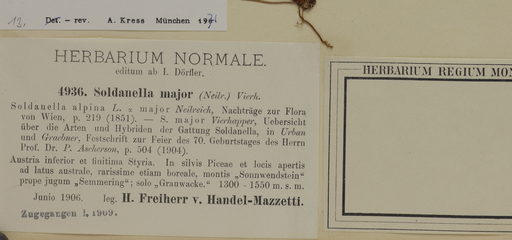 13. Det. - rev. A. Kress München 1971
HERBARIUM NORMALE.
editum ab I. Dörfler.
4936. Soldanella major (Neilr.) Vierh.
Soldanella alpina L. α major Neilreich, Nachträge zur Flora
von Wien, p. 219 (1851). — S. major Vierhapper, Uebersicht
über die Arten und Hybriden der Gattung Soldanella, in Urban
und Graebner, Festschrift zur Feier des 70. Geburtstages des Herrn
Prof. Dr. P. Ascherson, p. 504 (1904).
Austria inferior et finitima Styria. In silvis Piceae et locis apertis
ad latus australe, rarissime etiam boreale, montis „Sonnwendstein“
prope jugum „Semmering“; solo „Grauwacke.“ 1300 - 1550 m. s. m.
Junio 1906. leg. H. Freiherr v. Handel-Mazzetti.
Zugegangen 1909.
HERBARIUM REGIUM MON